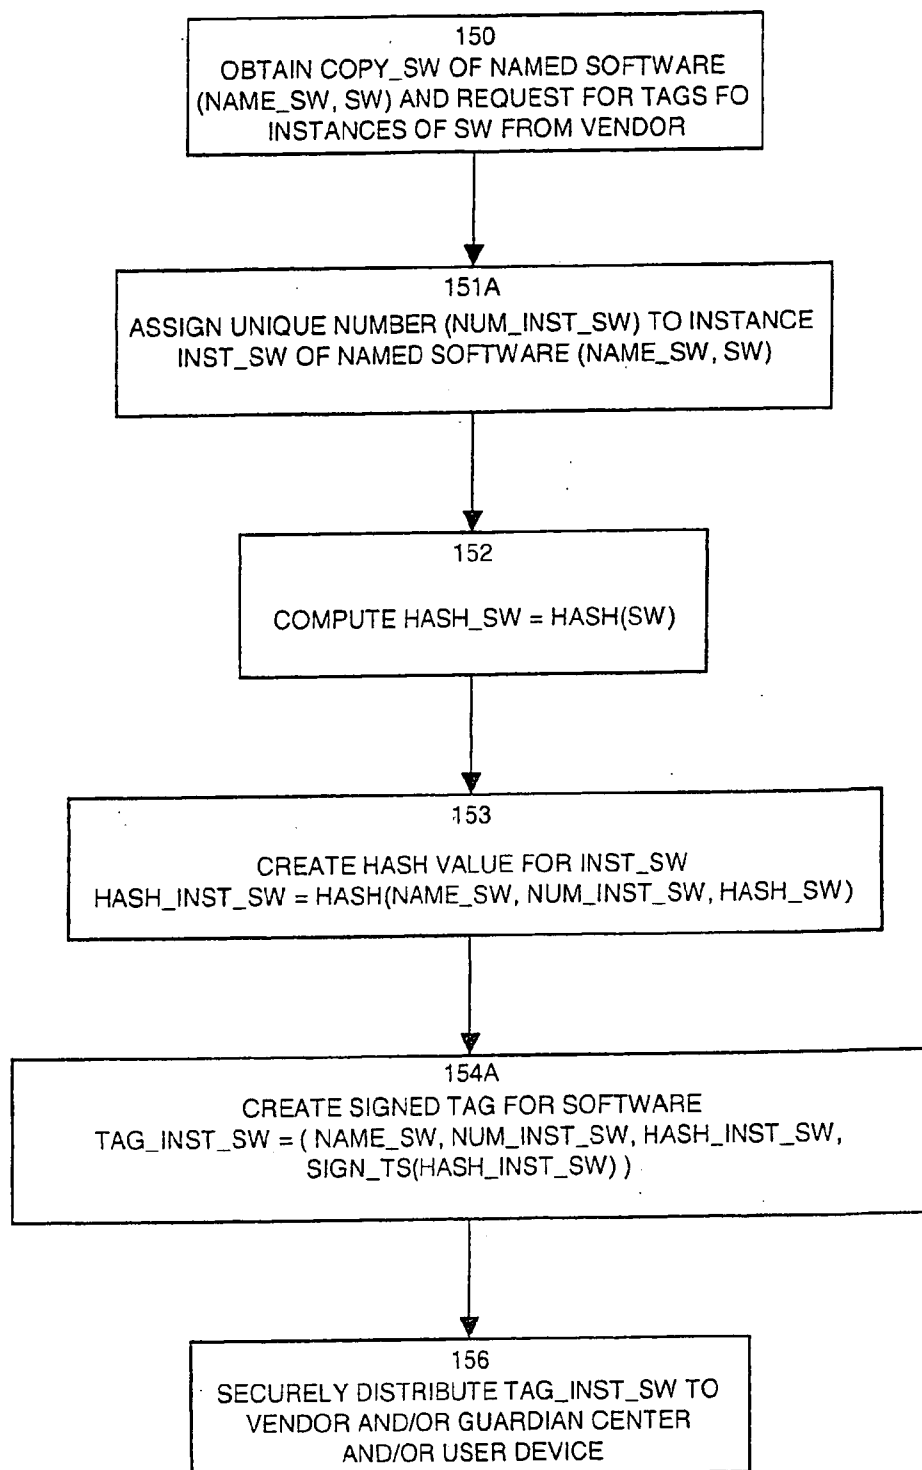 150
OBTAIN COPY_SW OF NAMED SOFTWARE
(NAME_SW, SW) AND REQUEST FOR TAGS FO
INSTANCES OF SW FROM VENDOR
151A
ASSIGN UNIQUE NUMBER (NUM_INST_SW) TO INSTANCE
INST_SW OF NAMED SOFTWARE (NAME_SW, SW)
152
COMPUTE HASH_SW = HASH(SW)
153
CREATE HASH VALUE FOR INST_SW
HASH_INST_SW = HASH(NAME_SW, NUM_INST_SW, HASH_SW)
154A
CREATE SIGNED TAG FOR SOFTWARE
TAG_INST_SW = ( NAME_SW, NUM_INST_SW, HASH_INST_SW,
SIGN_TS(HASH_INST_SW) )
156
SECURELY DISTRIBUTE TAG_INST_SW TO
VENDOR AND/OR GUARDIAN CENTER
AND/OR USER DEVICE